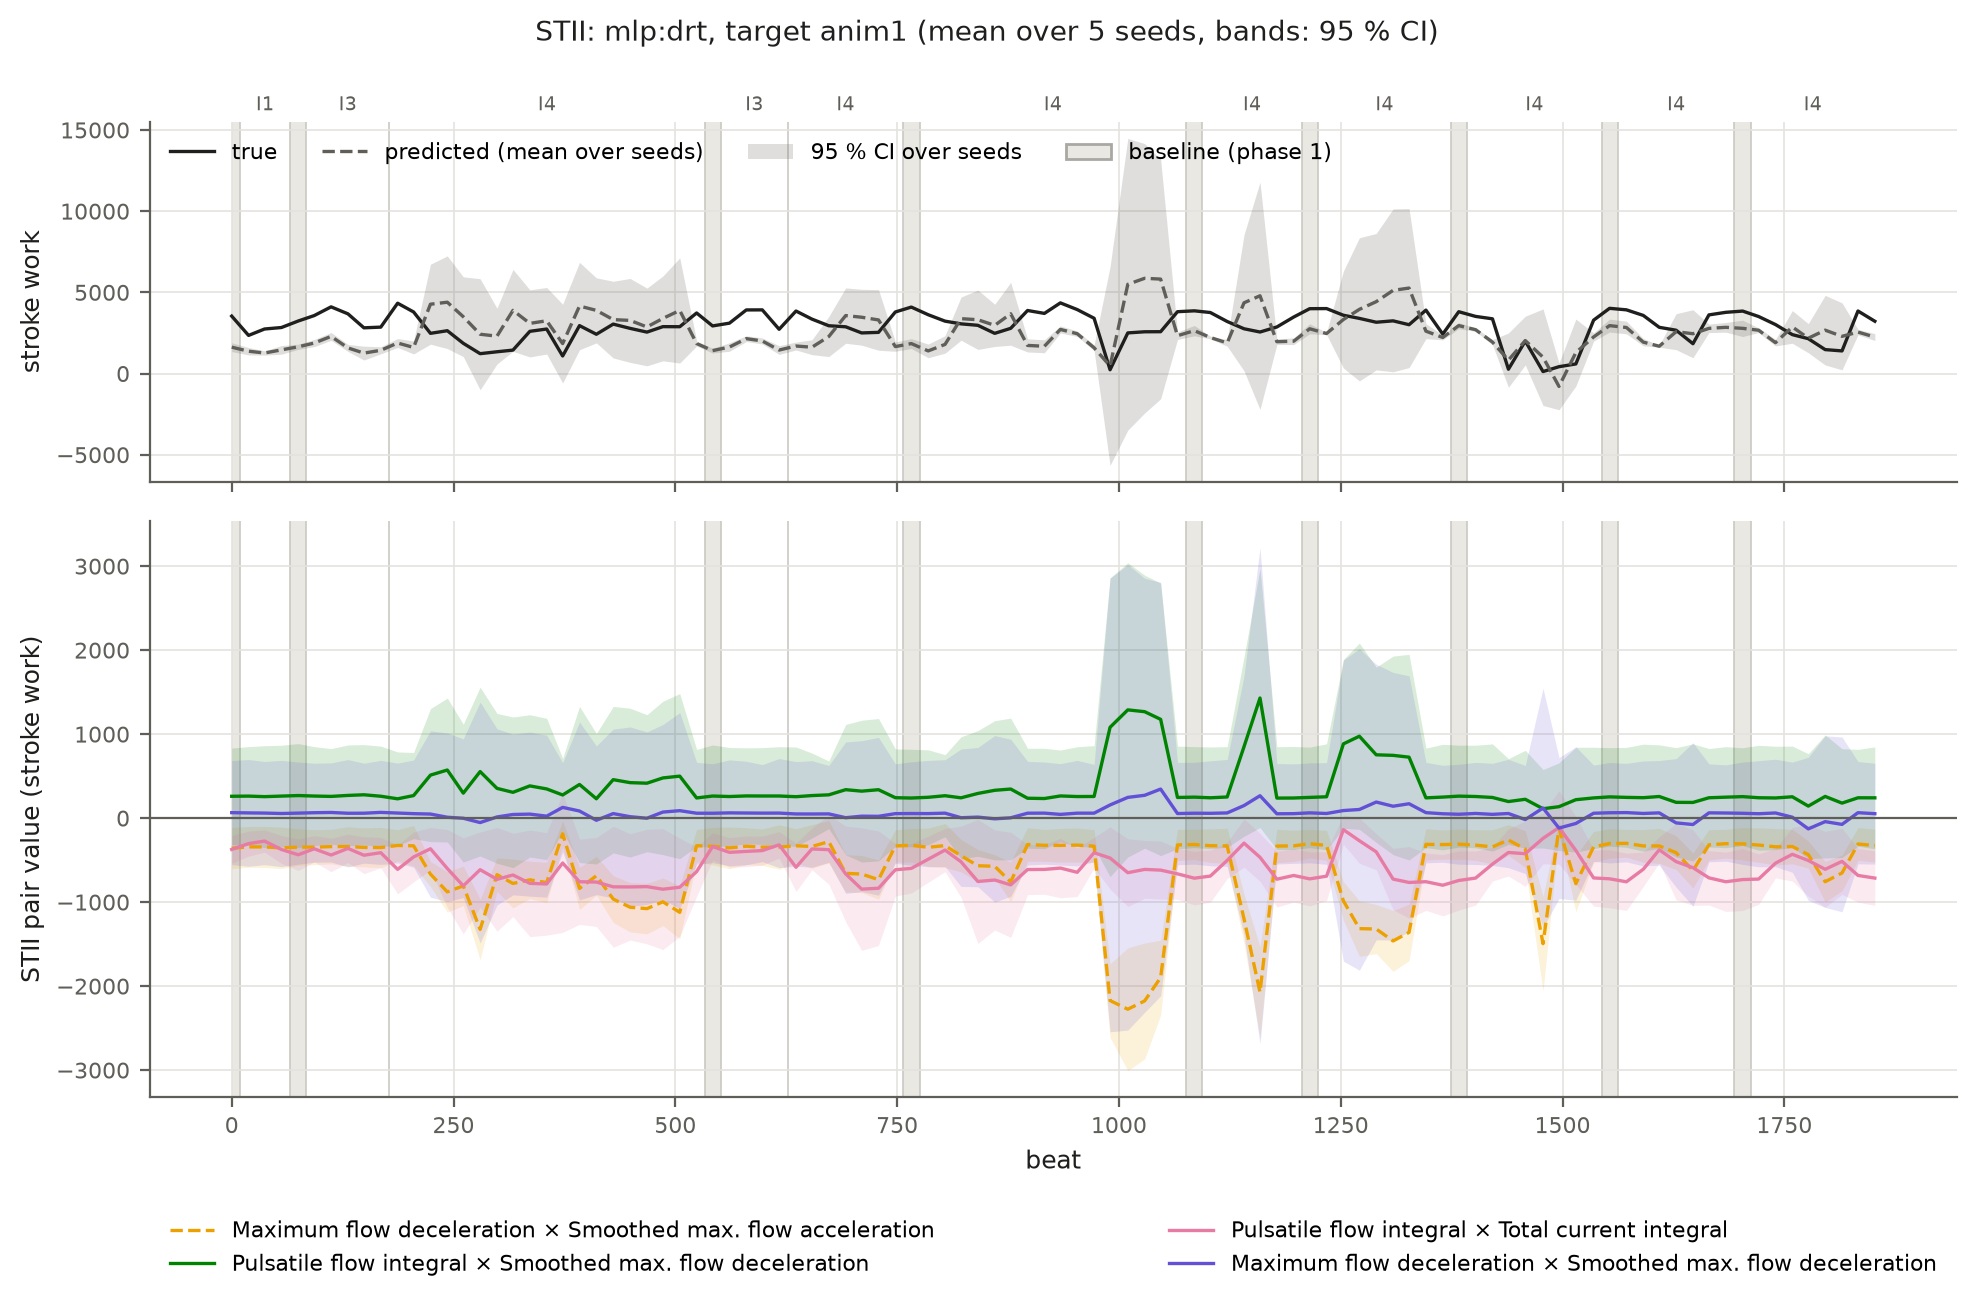 STII: mlp:drt, target anim1 (mean over 5 seeds, bands: 95 % CI)
I1 I3 I4 I3 I4 I4 I4 I4 I4 I4 I4
true predicted (mean over seeds) 95 % CI over seeds baseline (phase 1)
stroke work
15000
10000
5000
0
−5000
STII pair value (stroke work)
3000
2000
1000
0
−1000
−2000
−3000
0 250 500 750 1000 1250 1500 1750
beat
Maximum flow deceleration × Smoothed max. flow acceleration
Pulsatile flow integral × Smoothed max. flow deceleration
Pulsatile flow integral × Total current integral
Maximum flow deceleration × Smoothed max. flow deceleration